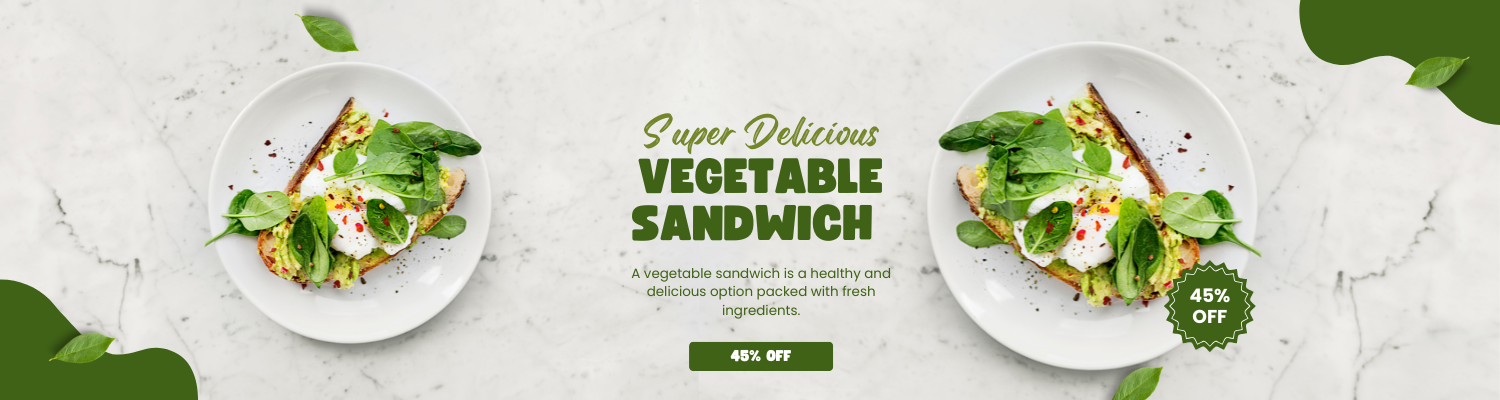 Super Delicious
VEGETABLE
SANDWICH
A vegetable sandwich is a healthy and
delicious option packed with fresh
ingredients.
45% OFF
45%
OFF